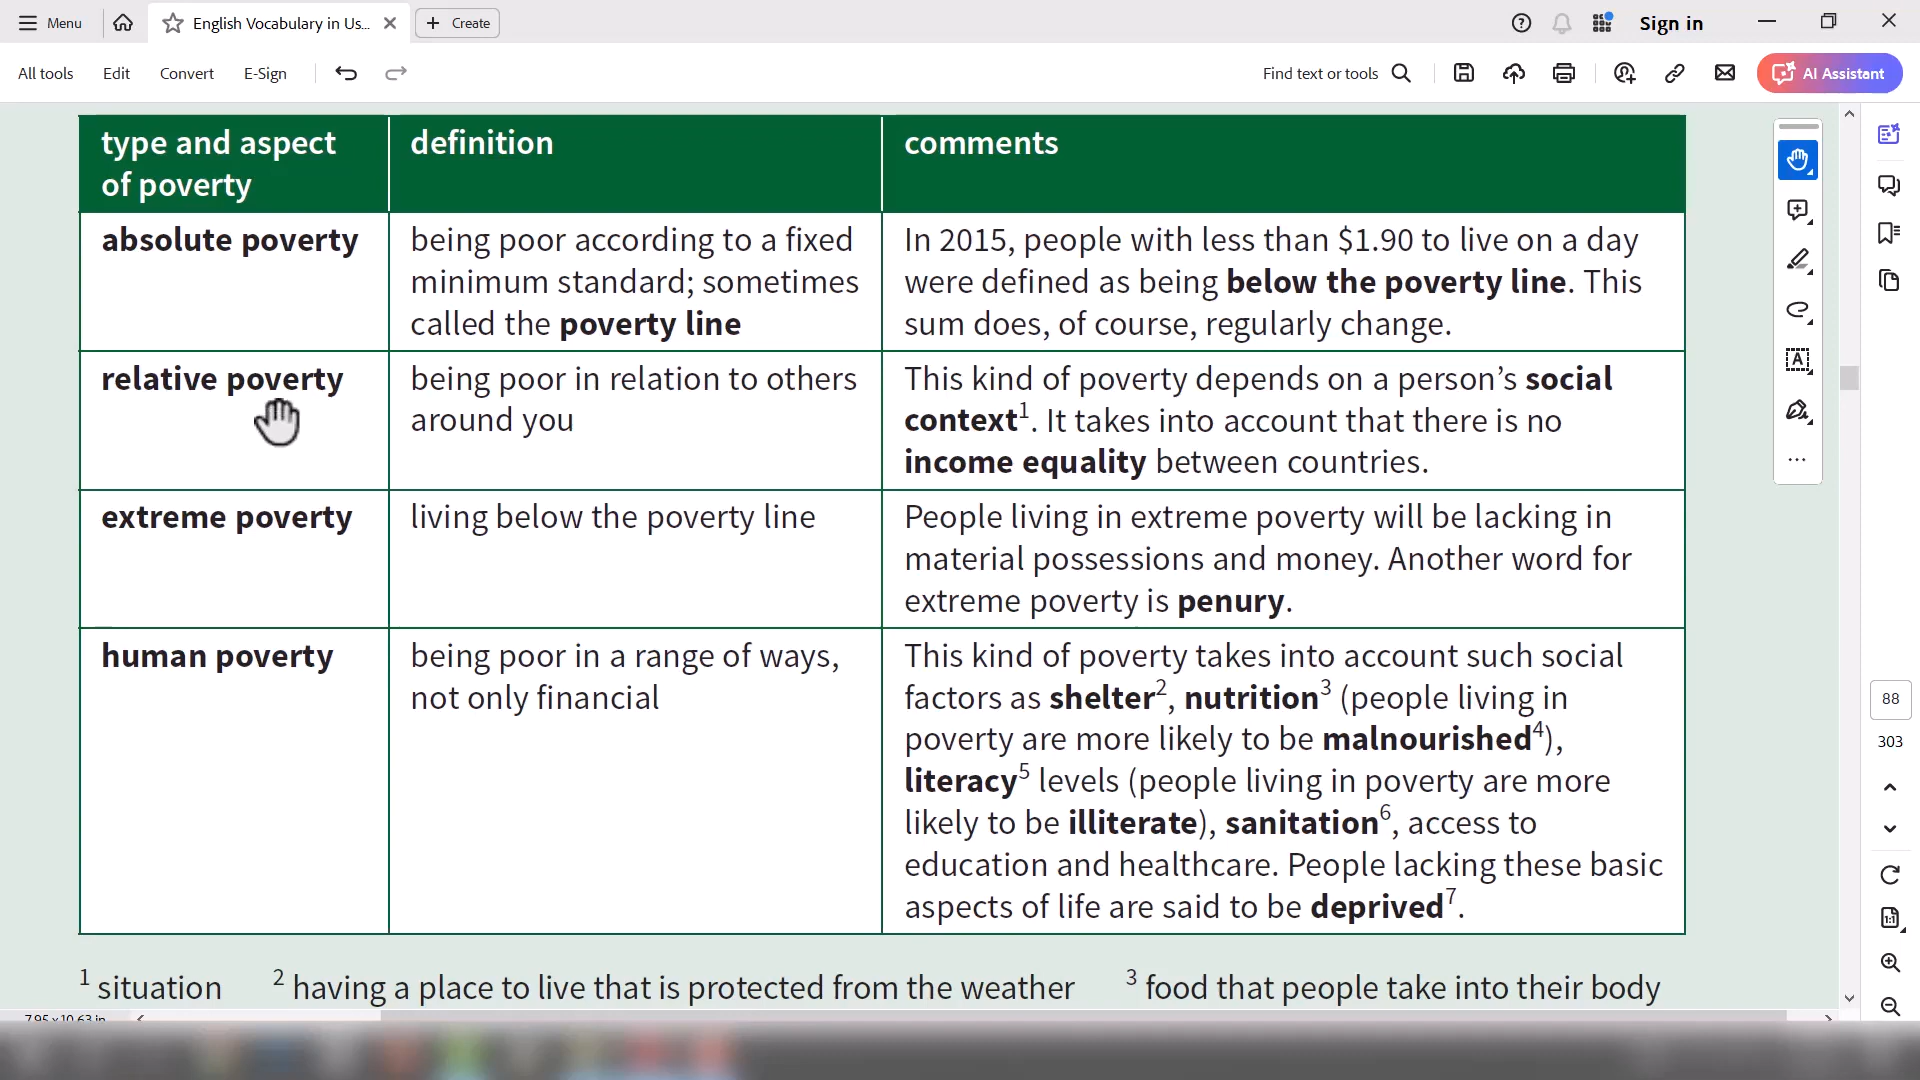 Menu
English Vocabulary in Us...
Create
Sign in
All tools
Edit
Convert
E-Sign
Find text or tools
AI Assistant
type and aspect
of poverty
definition
comments
absolute poverty
being poor according to a fixed
minimum standard; sometimes
called the poverty line
In 2015, people with less than $1.90 to live on a day
were defined as being below the poverty line. This
sum does, of course, regularly change.
relative poverty
being poor in relation to others
around you
This kind of poverty depends on a person’s social
context¹. It takes into account that there is no
income equality between countries.
extreme poverty
living below the poverty line
People living in extreme poverty will be lacking in
material possessions and money. Another word for
extreme poverty is penury.
human poverty
being poor in a range of ways,
not only financial
This kind of poverty takes into account such social
factors as shelter², nutrition³ (people living in
poverty are more likely to be malnourished⁴),
literacy⁵ levels (people living in poverty are more
likely to be illiterate), sanitation⁶, access to
education and healthcare. People lacking these basic
aspects of life are said to be deprived⁷.
¹ situation ² having a place to live that is protected from the weather ³ food that people take into their body
7.95 x 10.63 in
88
303